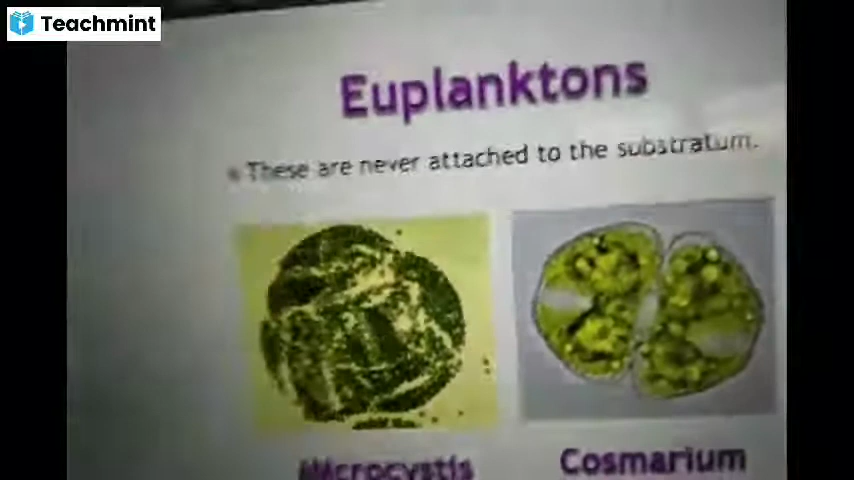 Teachmint
Euplanktons
These are never attached to the substratum.
Microcystis
Cosmarium